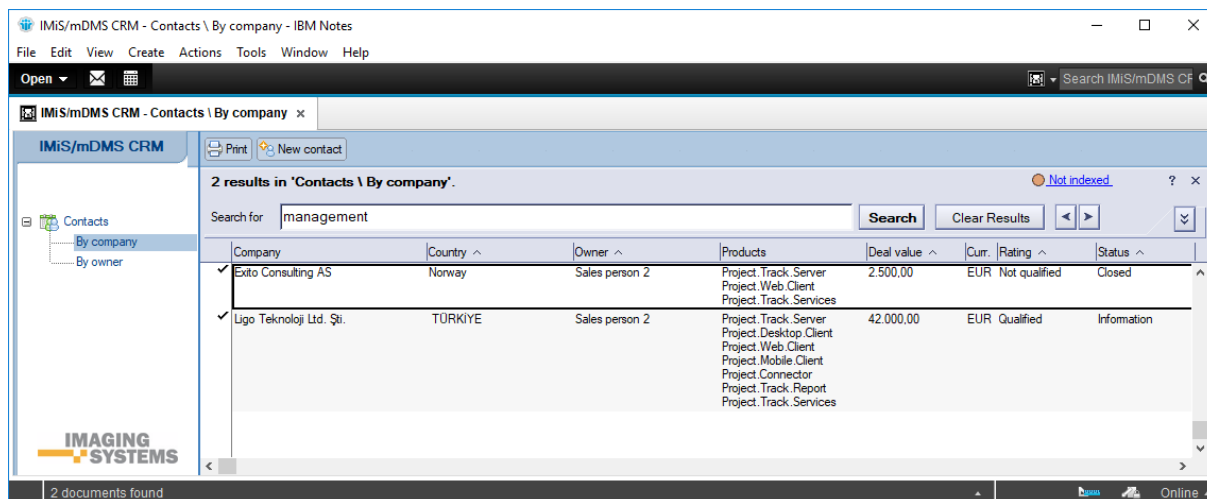 IMiS/mDMS CRM - Contacts \ By company - IBM Notes
File Edit View Create Actions Tools Window Help
Open Search IMiS/mDMS CF
IMiS/mDMS CRM - Contacts \ By company x
IMiS/mDMS CRM
Print New contact
2 results in 'Contacts \ By company'. Not indexed ? x
Search for management Search Clear Results
Contacts
By company
By owner
Company Country Owner Products Deal value Curr. Rating Status
Exito Consulting AS Norway Sales person 2 Project.Track.Server 2.500,00 EUR Not qualified Closed
Project.Web.Client
Project.Track.Services
Ligo Teknoloji Ltd. Şti. TÜRKİYE Sales person 2 Project.Track.Server 42.000,00 EUR Qualified Information
Project.Desktop.Client
Project.Web.Client
Project.Mobile.Client
Project.Connector
Project.Track.Report
Project.Track.Services
IMAGING
SYSTEMS
2 documents found Online